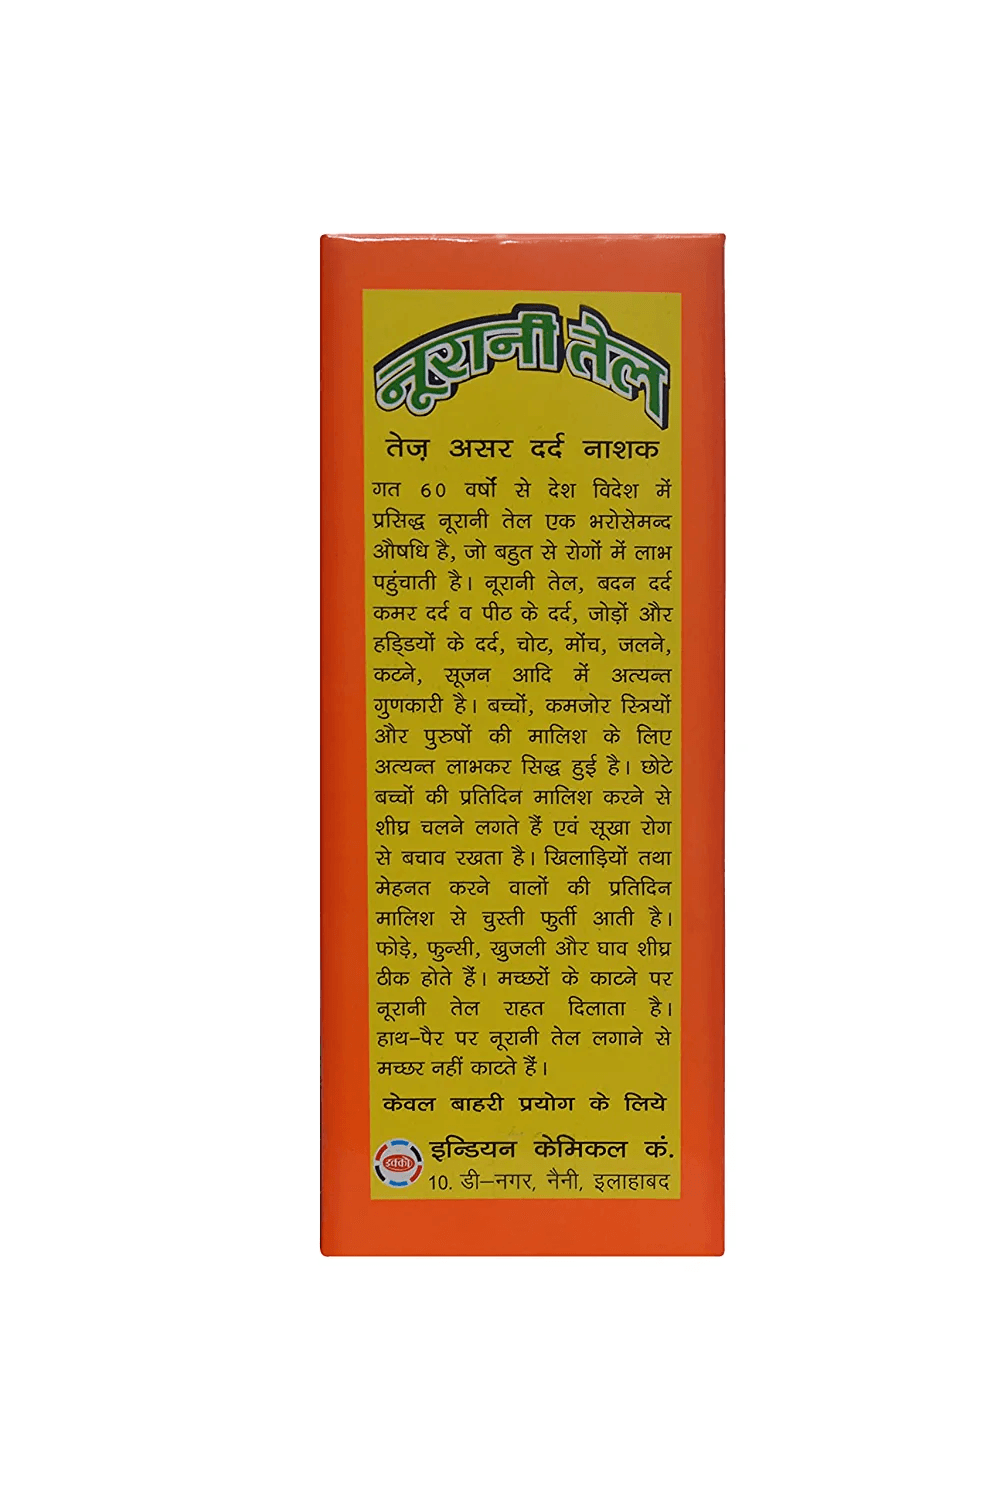 नूरानी तेल
तेज़ असर दर्द नाशक
गत 60 वर्षों से देश विदेश में
प्रसिद्ध नूरानी तेल एक भरोसेमन्द
औषधि है, जो बहुत से रोगों में लाभ
पहुंचाती है। नूरानी तेल, बदन दर्द
कमर दर्द व पीठ के दर्द, जोड़ों और
हड्डियों के दर्द, चोट, मोंच, जलने,
कटने, सूजन आदि में अत्यन्त
गुणकारी है। बच्चों, कमजोर स्त्रियों
और पुरुषों की मालिश के लिए
अत्यन्त लाभकर सिद्ध हुई है। छोटे
बच्चों की प्रतिदिन मालिश करने से
शीघ्र चलने लगते हैं एवं सूखा रोग
से बचाव रखता है। खिलाड़ियों तथा
मेहनत करने वालों की प्रतिदिन
मालिश से चुस्ती फुर्ती आती है।
फोड़े, फुन्सी, खुजली और घाव शीघ्र
ठीक होते हैं। मच्छरों के काटने पर
नूरानी तेल राहत दिलाता है।
हाथ-पैर पर नूरानी तेल लगाने से
मच्छर नहीं काटते हैं।
केवल बाहरी प्रयोग के लिये
इक्को
इन्डियन केमिकल कं.
10. डी-नगर, नैनी, इलाहाबद